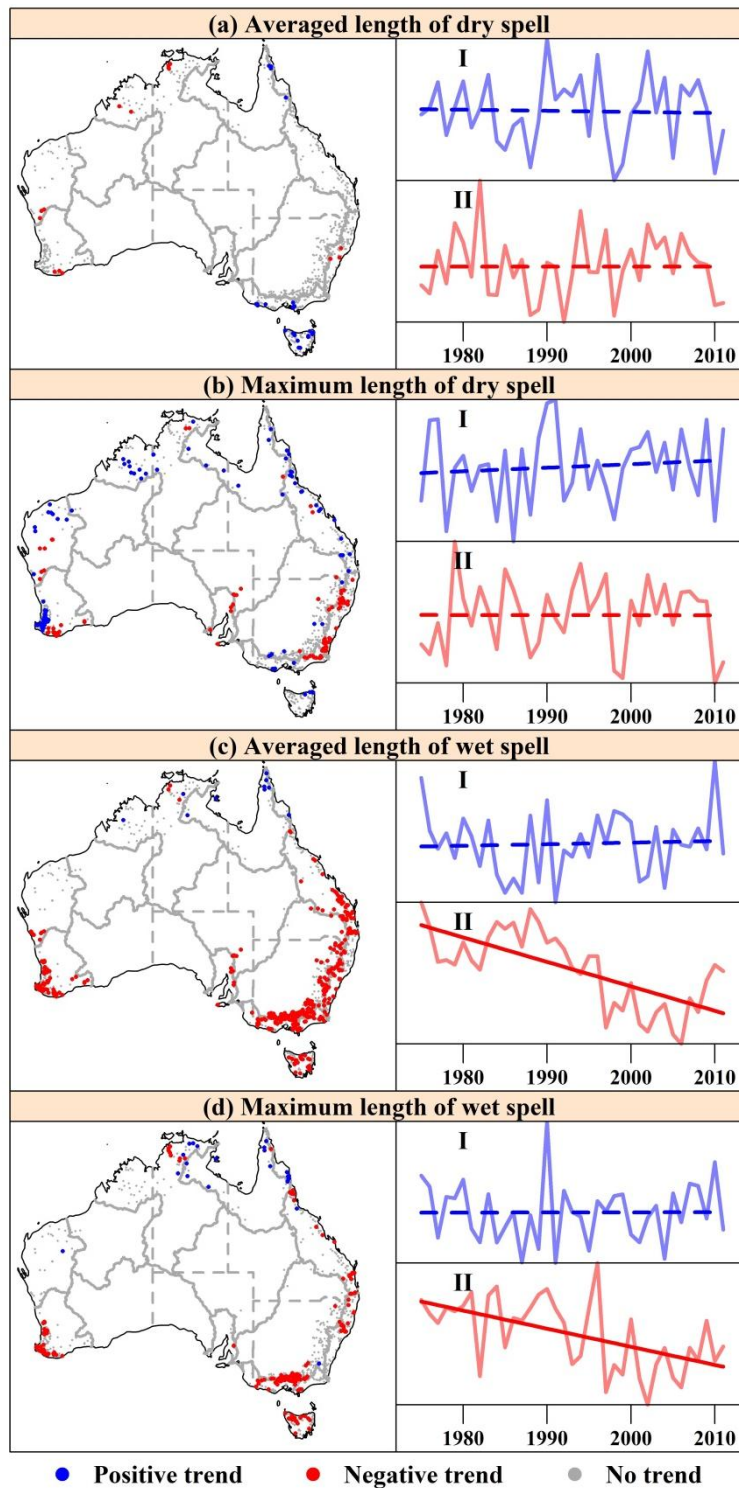 (a) Averaged length of dry spell
I
II
1980 1990 2000 2010
(b) Maximum length of dry spell
I
II
1980 1990 2000 2010
(c) Averaged length of wet spell
I
II
1980 1990 2000 2010
(d) Maximum length of wet spell
I
II
1980 1990 2000 2010
Positive trend Negative trend No trend